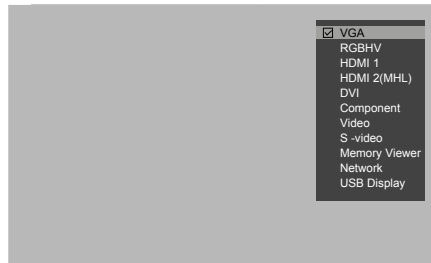 VGA
RGBHV
HDMI 1
HDMI 2(MHL)
DVI
Component
Video
S -video
Memory Viewer
Network
USB Display